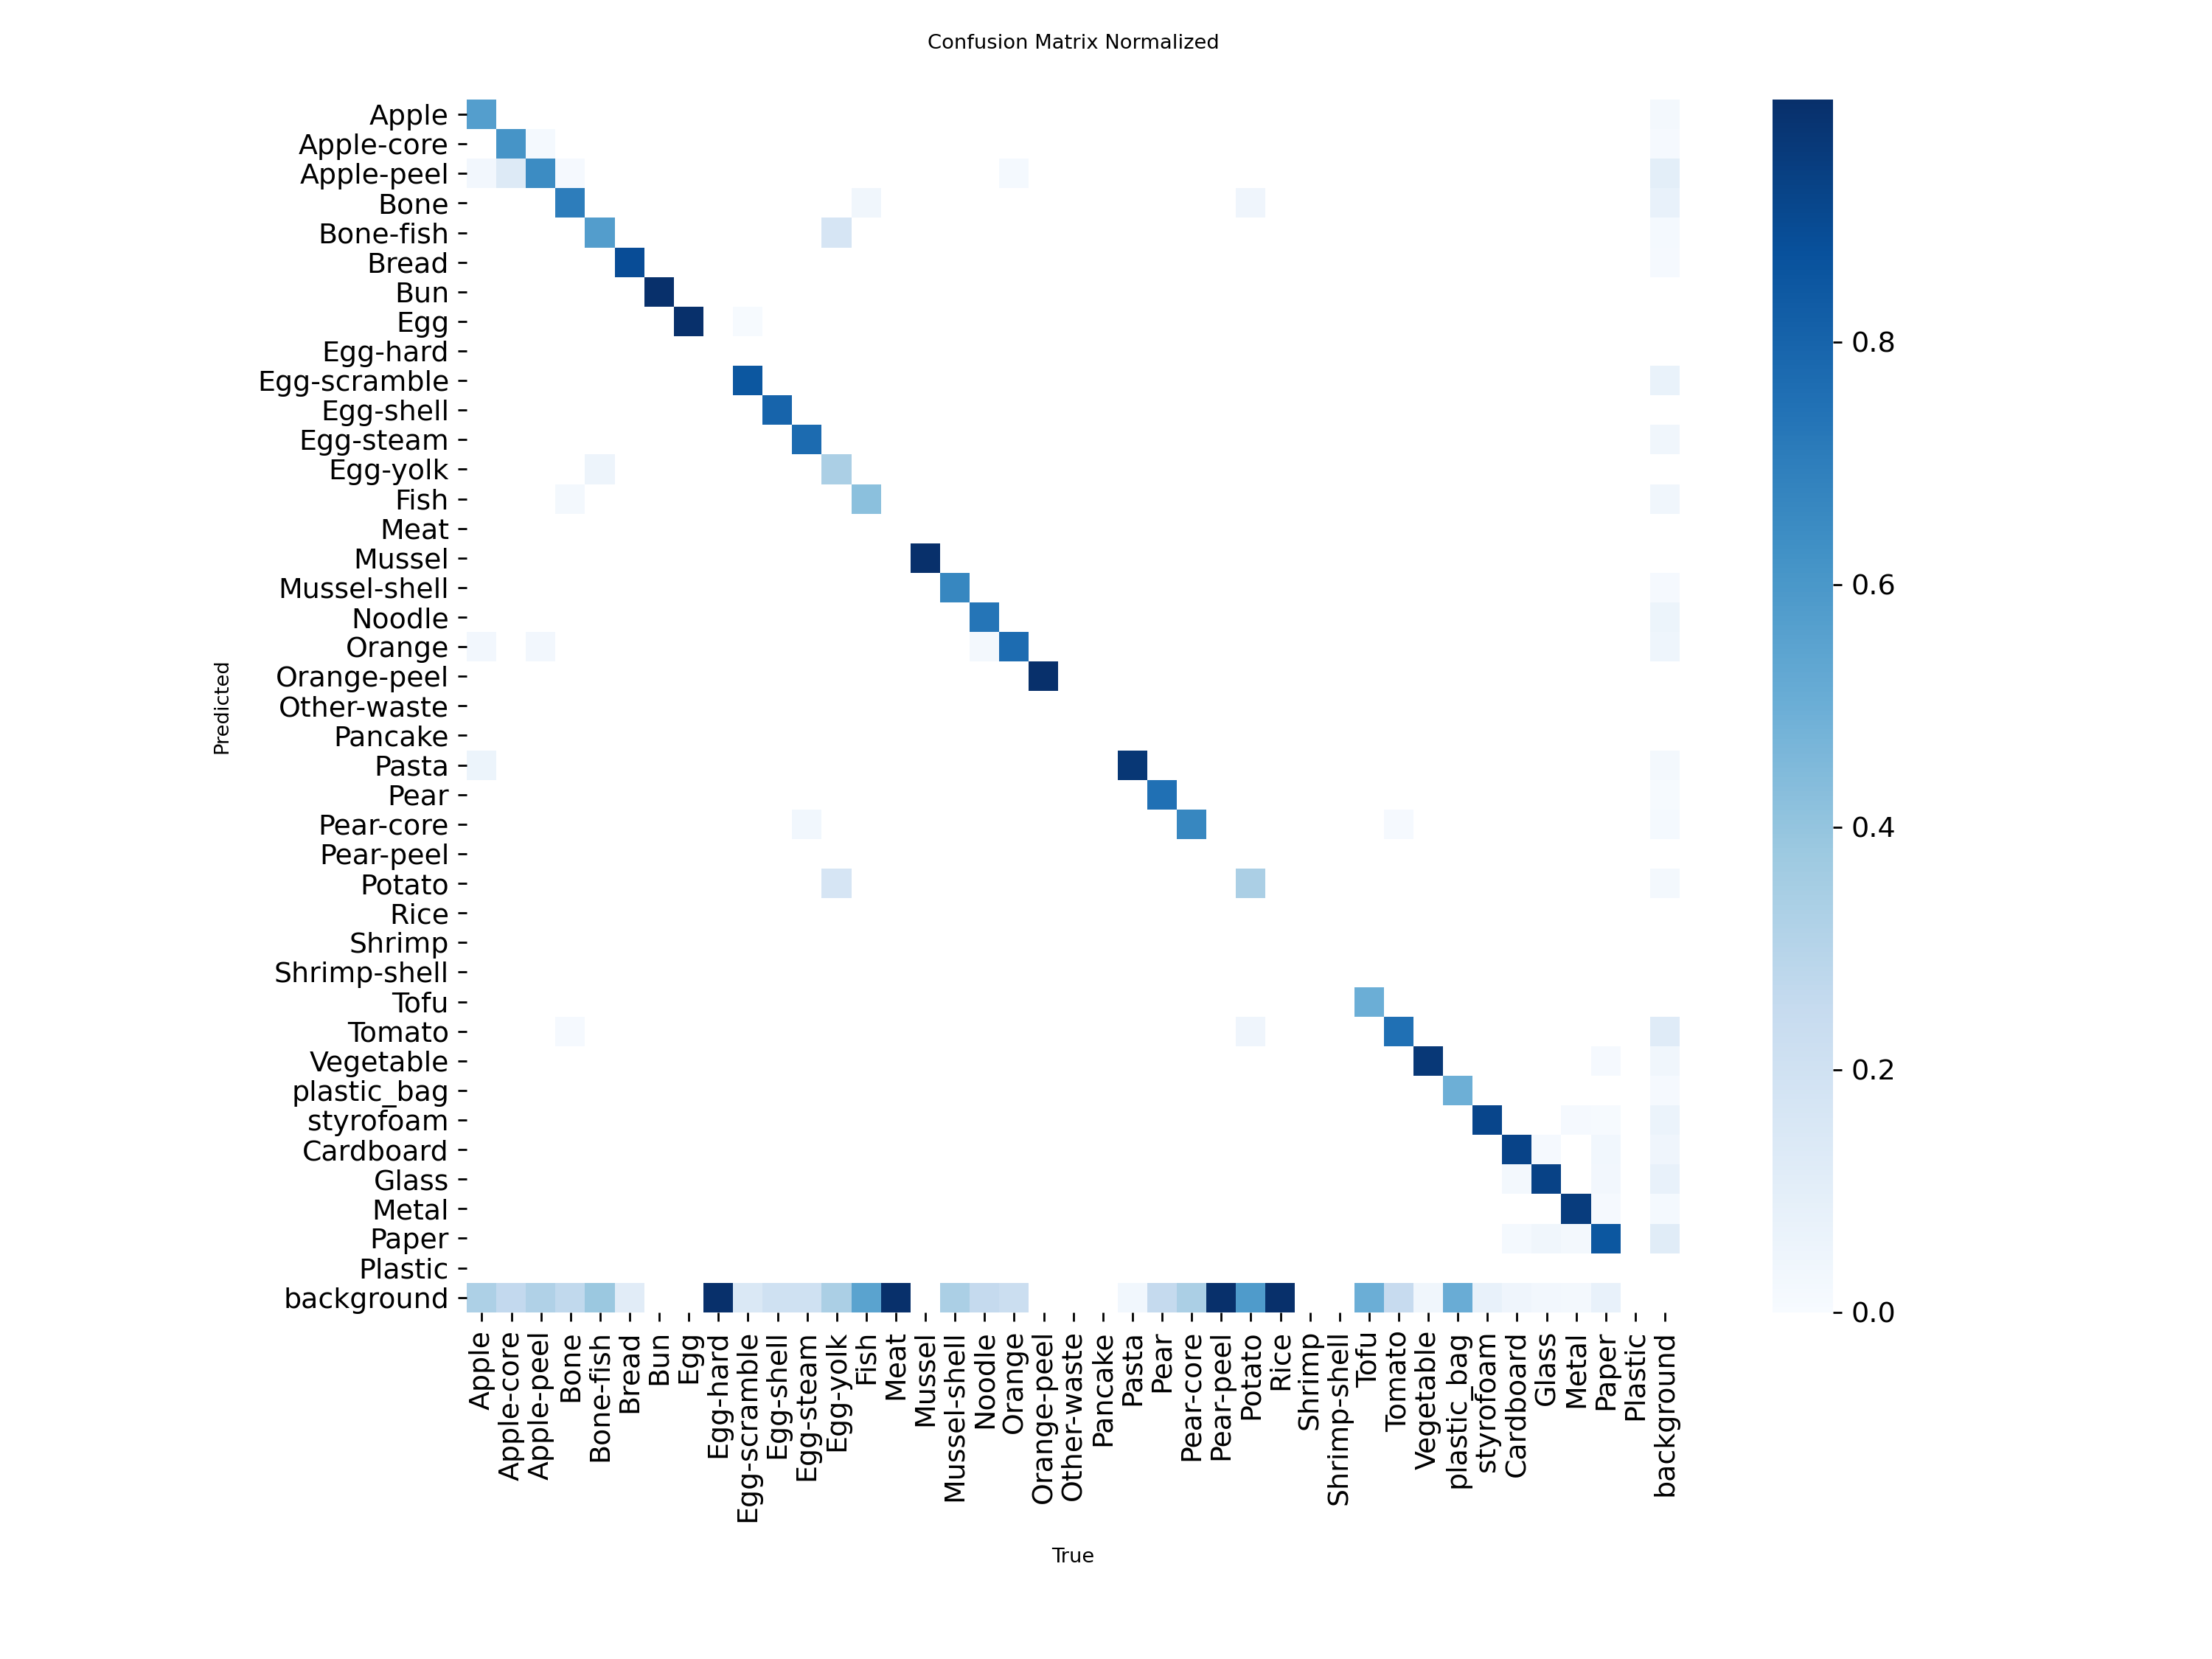 Confusion Matrix Normalized
Apple
Apple-core
Apple-peel
Bone
Bone-fish
Bread
Bun
Egg
Egg-hard
Egg-scramble
Egg-shell
Egg-steam
Egg-yolk
Fish
Meat
Mussel
Mussel-shell
Noodle
Orange
Orange-peel
Other-waste
Pancake
Pasta
Pear
Pear-core
Pear-peel
Potato
Rice
Shrimp
Shrimp-shell
Tofu
Tomato
Vegetable
plastic_bag
styrofoam
Cardboard
Glass
Metal
Paper
Plastic
background
Predicted
Apple
Apple-core
Apple-peel
Bone
Bone-fish
Bread
Bun
Egg
Egg-hard
Egg-scramble
Egg-shell
Egg-steam
Egg-yolk
Fish
Meat
Mussel
Mussel-shell
Noodle
Orange
Orange-peel
Other-waste
Pancake
Pasta
Pear
Pear-core
Pear-peel
Potato
Rice
Shrimp
Shrimp-shell
Tofu
Tomato
Vegetable
plastic_bag
styrofoam
Cardboard
Glass
Metal
Paper
Plastic
background
True
0.8
0.6
0.4
0.2
0.0